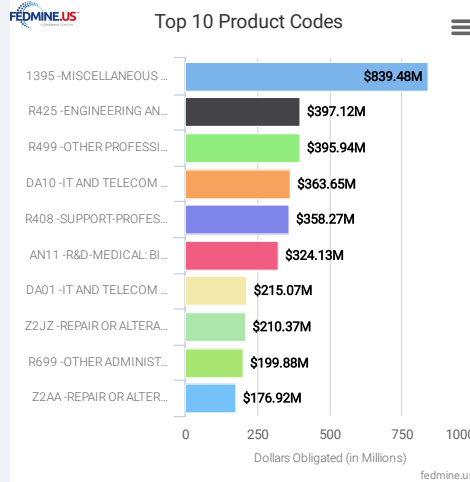 FEDMINE.US
Top 10 Product Codes
1395 -MISCELLANEOUS ... $839.48M
R425 -ENGINEERING AN... $397.12M
R499 -OTHER PROFESSI... $395.94M
DA10 -IT AND TELECOM ... $363.65M
R408 -SUPPORT-PROFES... $358.27M
AN11 -R&D-MEDICAL: BI... $324.13M
DA01 -IT AND TELECOM ... $215.07M
Z2JZ -REPAIR OR ALTERA... $210.37M
R699 -OTHER ADMINIST... $199.88M
Z2AA -REPAIR OR ALTER... $176.92M
0 250 500 750 1000
Dollars Obligated (in Millions)
fedmine.us